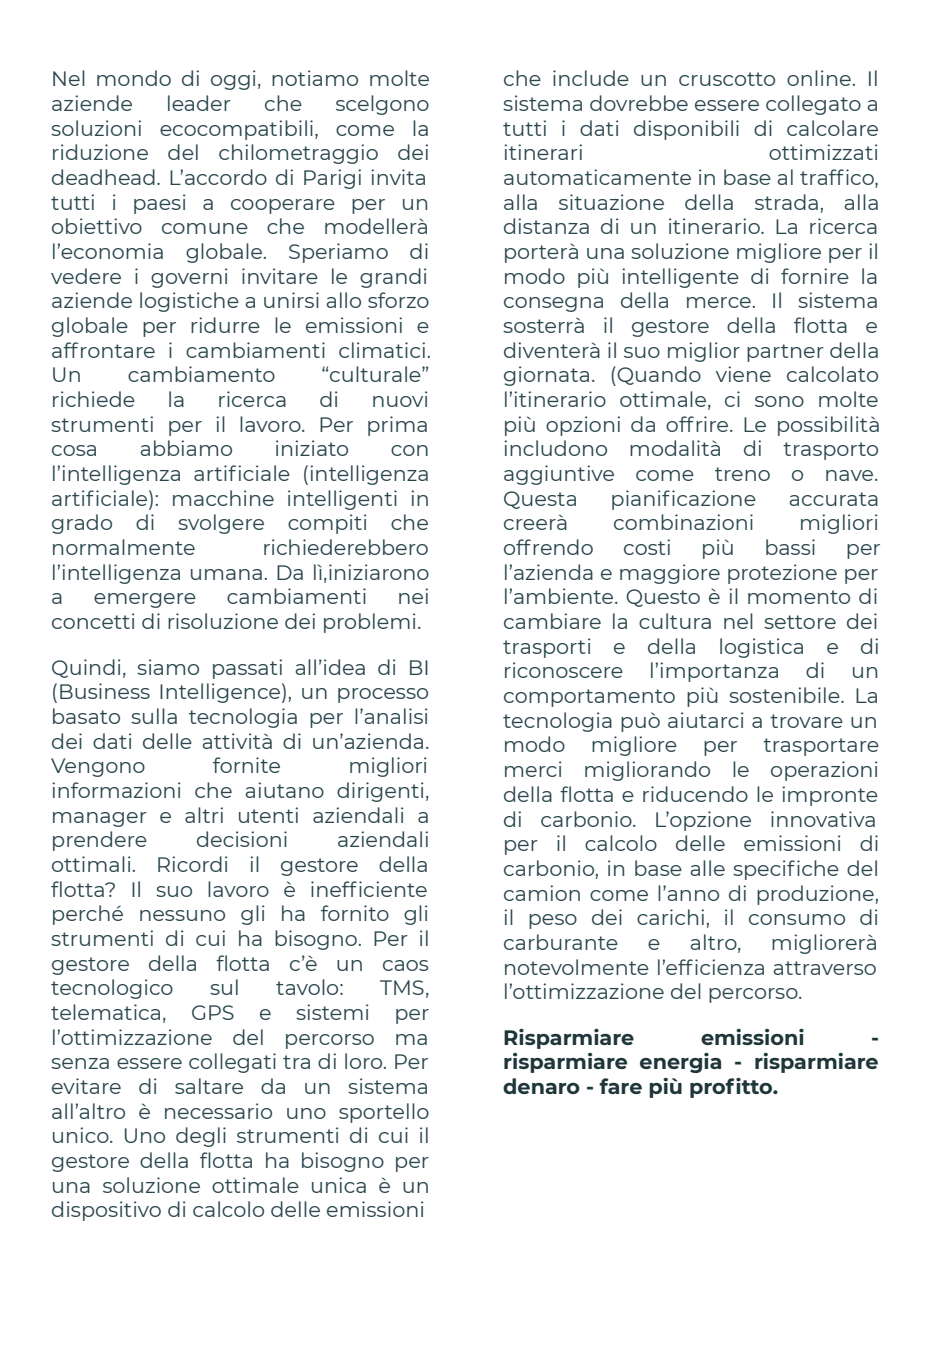 Nel mondo di oggi, notiamo molte
aziende leader che scelgono
soluzioni ecocompatibili, come la
riduzione del chilometraggio dei
deadhead. L’accordo di Parigi invita
tutti i paesi a cooperare per un
obiettivo comune che modellerà
l’economia globale. Speriamo di
vedere i governi invitare le grandi
aziende logistiche a unirsi allo sforzo
globale per ridurre le emissioni e
affrontare i cambiamenti climatici.
Un cambiamento “culturale”
richiede la ricerca di nuovi
strumenti per il lavoro. Per prima
cosa abbiamo iniziato con
l’intelligenza artificiale (intelligenza
artificiale): macchine intelligenti in
grado di svolgere compiti che
normalmente richiederebbero
l’intelligenza umana. Da lì,iniziarono
a emergere cambiamenti nei
concetti di risoluzione dei problemi.
Quindi, siamo passati all’idea di BI
(Business Intelligence), un processo
basato sulla tecnologia per l’analisi
dei dati delle attività di un’azienda.
Vengono fornite migliori
informazioni che aiutano dirigenti,
manager e altri utenti aziendali a
prendere decisioni aziendali
ottimali. Ricordi il gestore della
flotta? Il suo lavoro è inefficiente
perché nessuno gli ha fornito gli
strumenti di cui ha bisogno. Per il
gestore della flotta c’è un caos
tecnologico sul tavolo: TMS,
telematica, GPS e sistemi per
l’ottimizzazione del percorso ma
senza essere collegati tra di loro. Per
evitare di saltare da un sistema
all’altro è necessario uno sportello
unico. Uno degli strumenti di cui il
gestore della flotta ha bisogno per
una soluzione ottimale unica è un
dispositivo di calcolo delle emissioni
che include un cruscotto online. Il
sistema dovrebbe essere collegato a
tutti i dati disponibili di calcolare
itinerari ottimizzati
automaticamente in base al traffico,
alla situazione della strada, alla
distanza di un itinerario. La ricerca
porterà una soluzione migliore per il
modo più intelligente di fornire la
consegna della merce. Il sistema
sosterrà il gestore della flotta e
diventerà il suo miglior partner della
giornata. (Quando viene calcolato
l’itinerario ottimale, ci sono molte
più opzioni da offrire. Le possibilità
includono modalità di trasporto
aggiuntive come treno o nave.
Questa pianificazione accurata
creerà combinazioni migliori
offrendo costi più bassi per
l’azienda e maggiore protezione per
l’ambiente. Questo è il momento di
cambiare la cultura nel settore dei
trasporti e della logistica e di
riconoscere l’importanza di un
comportamento più sostenibile. La
tecnologia può aiutarci a trovare un
modo migliore per trasportare
merci migliorando le operazioni
della flotta e riducendo le impronte
di carbonio. L’opzione innovativa
per il calcolo delle emissioni di
carbonio, in base alle specifiche del
camion come l’anno di produzione,
il peso dei carichi, il consumo di
carburante e altro, migliorerà
notevolmente l’efficienza attraverso
l’ottimizzazione del percorso.
Risparmiare emissioni -
risparmiare energia - risparmiare
denaro - fare più profitto.